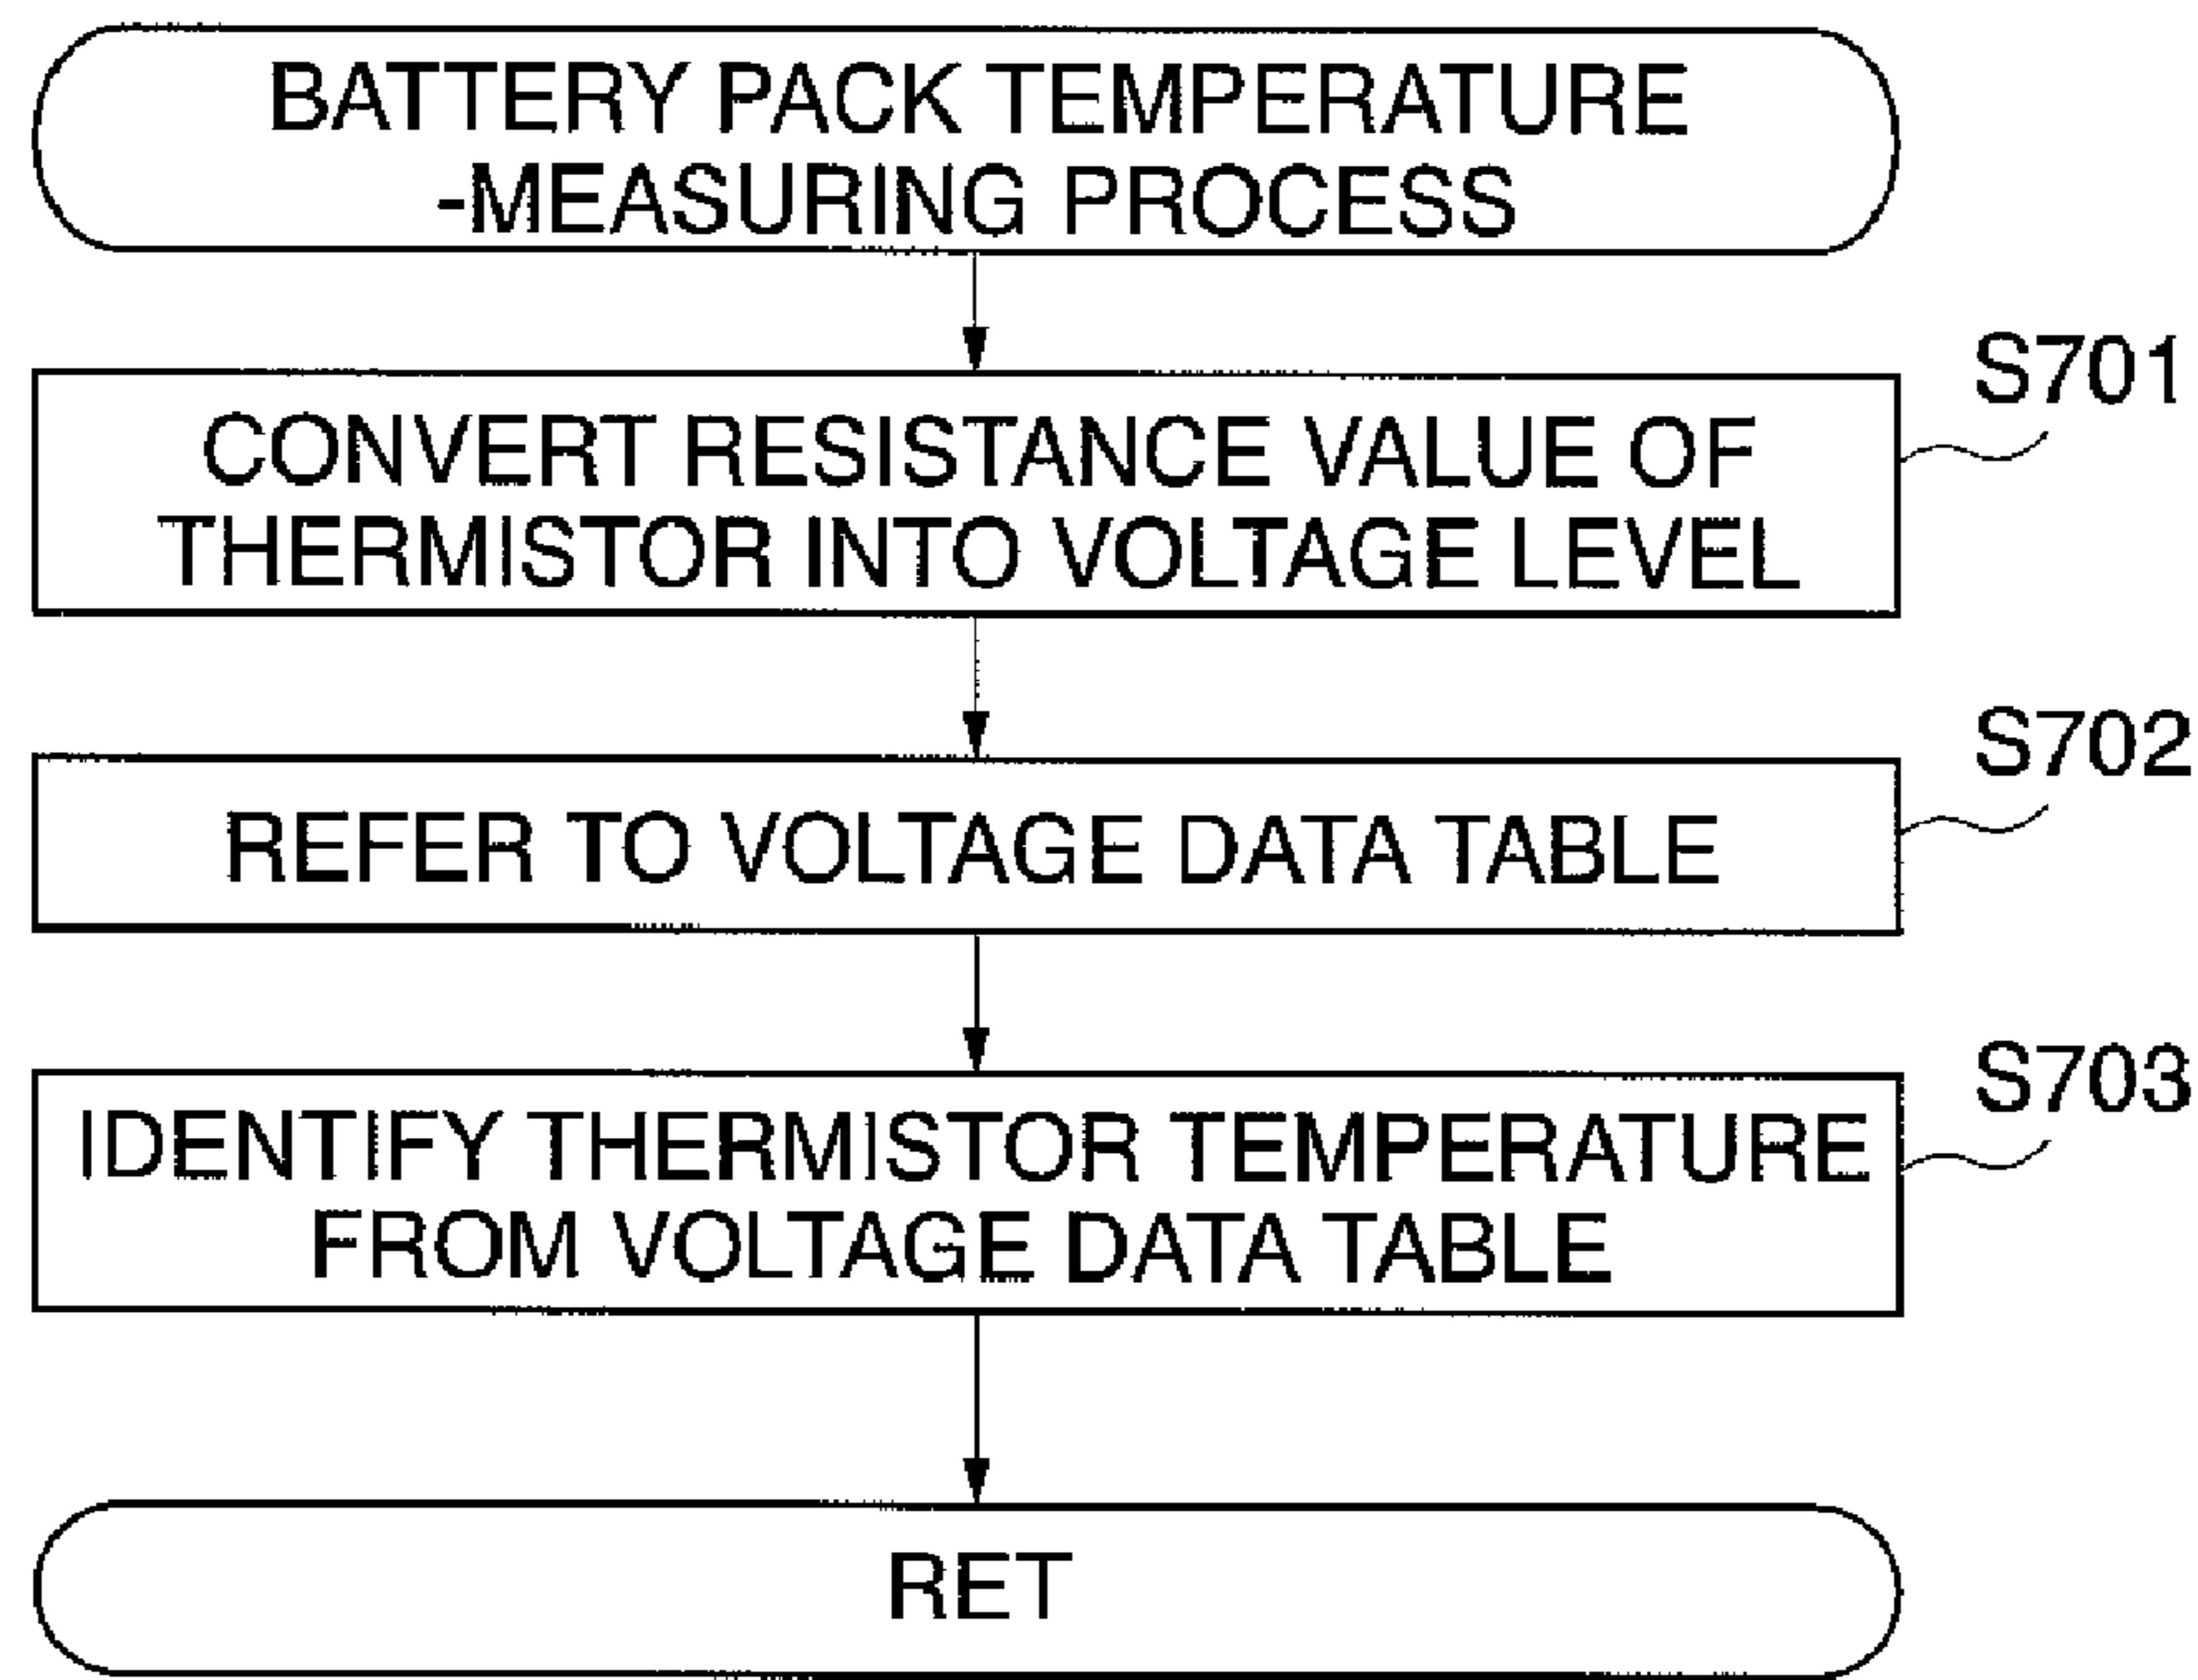 BATTERY PACK TEMPERATURE
-MEASURING PROCESS
S701
CONVERT RESISTANCE VALUE OF
THERMISTOR INTO VOLTAGE LEVEL
S702
REFER TO VOLTAGE DATA TABLE
S703
IDENTIFY THERMISTOR TEMPERATURE
FROM VOLTAGE DATA TABLE
RET